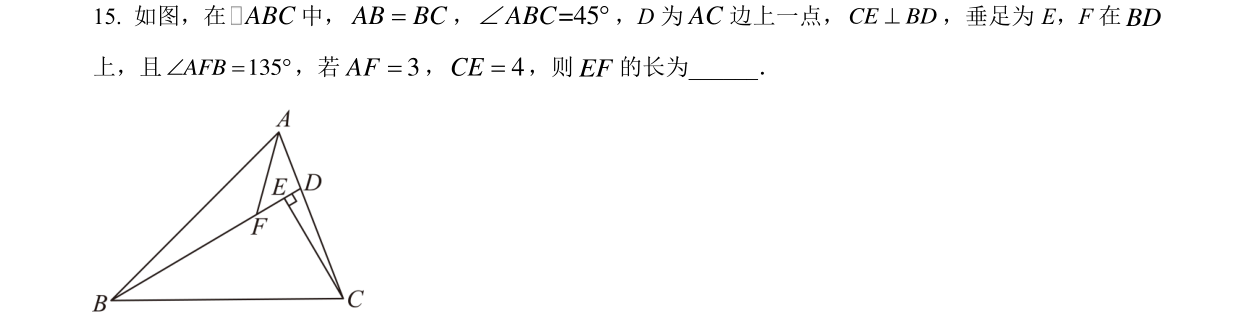 15. 如图，在 ABC 中，AB = BC，∠ABC=45°，D 为 AC 边上一点，CE⊥BD，垂足为 E，F 在 BD
上，且∠AFB=135°，若 AF = 3，CE = 4，则 EF 的长为______．
A
E D
F
B
C